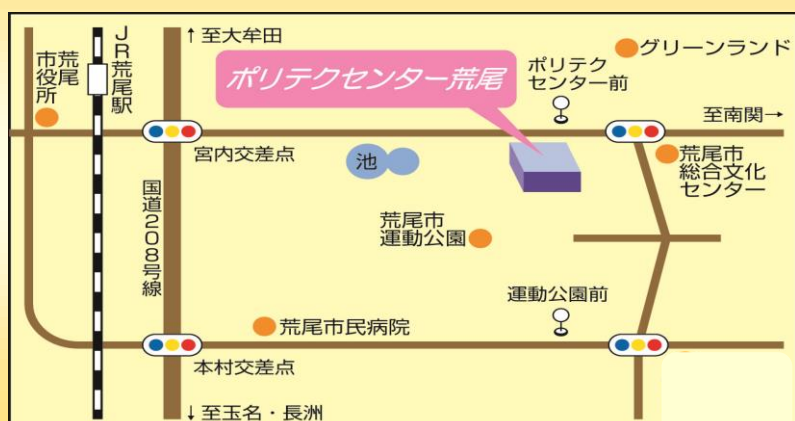 ↑至大牟田
グリーンランド
荒尾
市役所
JR荒尾駅
ポリテクセンター荒尾
ポリテク
センター前
至南関→
宮内交差点
池
荒尾市
総合文化
センター
国道208号線
荒尾市
運動公園
運動公園前
荒尾市民病院
本村交差点
↓至玉名・長洲